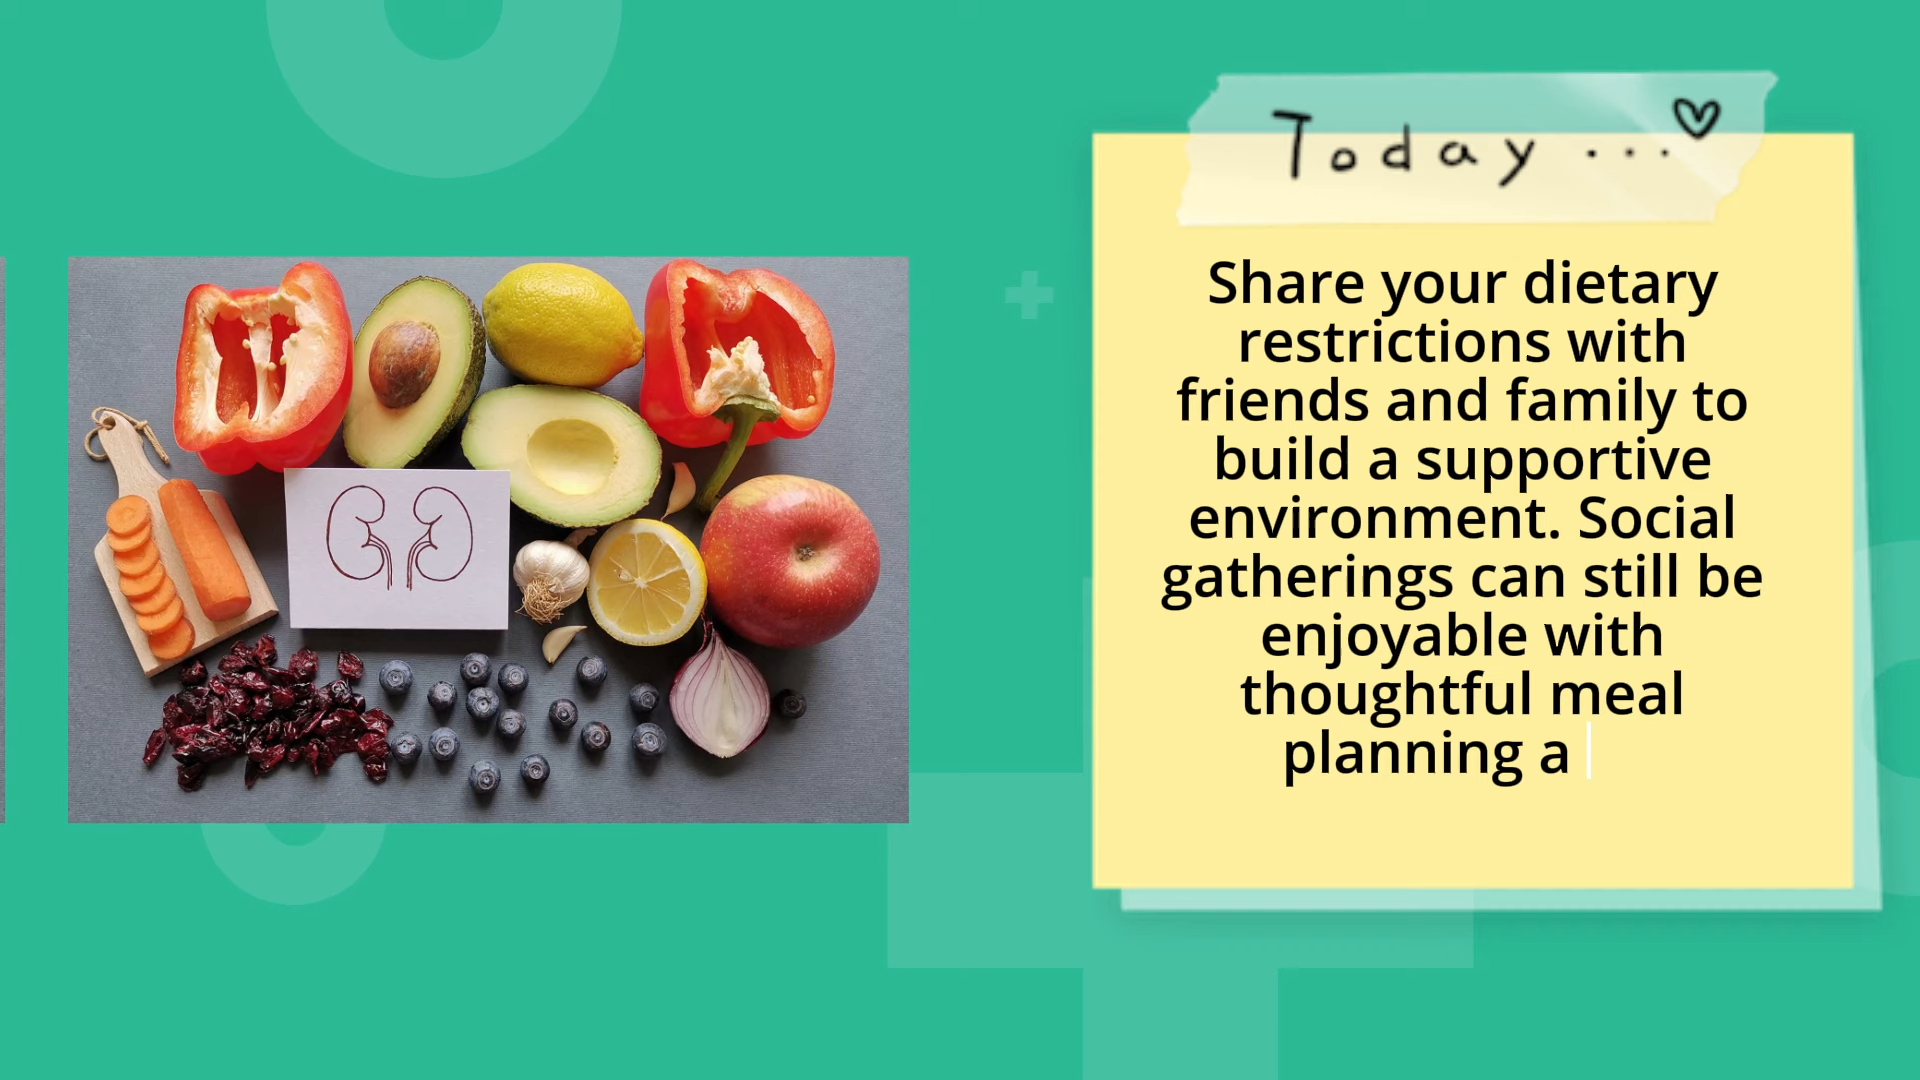 Today ...
Share your dietary
restrictions with
friends and family to
build a supportive
environment. Social
gatherings can still be
enjoyable with
thoughtful meal
planning a